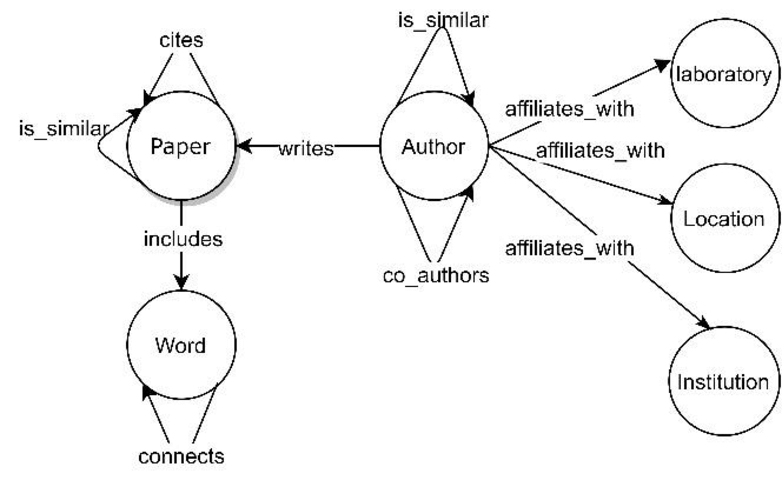 is_similar
cites
laboratory
affiliates_with
is_similar
Paper
writes
Author
affiliates_with
Location
includes
affiliates_with
co_authors
Word
Institution
connects